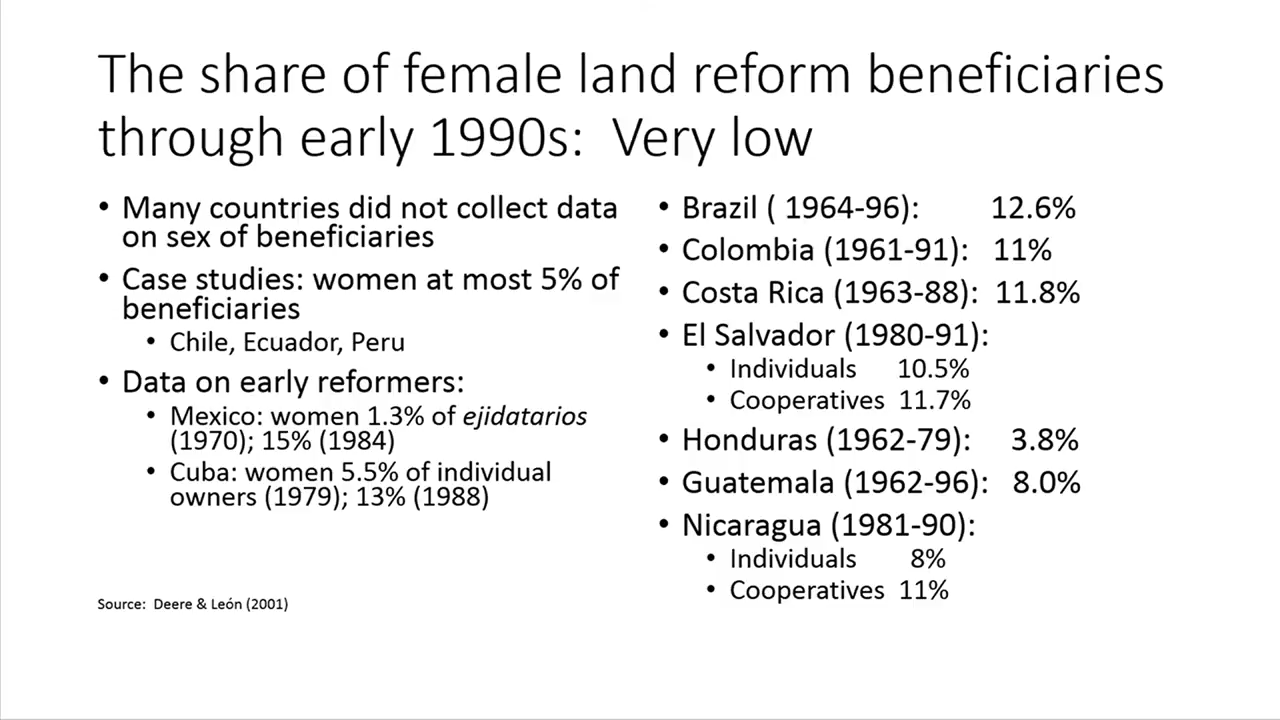 The share of female land reform beneficiaries
through early 1990s: Very low
• Many countries did not collect data
on sex of beneficiaries
• Case studies: women at most 5% of
beneficiaries
• Chile, Ecuador, Peru
• Data on early reformers:
• Mexico: women 1.3% of ejidatarios
(1970); 15% (1984)
• Cuba: women 5.5% of individual
owners (1979); 13% (1988)
Source: Deere & León (2001)
• Brazil ( 1964-96): 12.6%
• Colombia (1961-91): 11%
• Costa Rica (1963-88): 11.8%
• El Salvador (1980-91):
• Individuals 10.5%
• Cooperatives 11.7%
• Honduras (1962-79): 3.8%
• Guatemala (1962-96): 8.0%
• Nicaragua (1981-90):
• Individuals 8%
• Cooperatives 11%